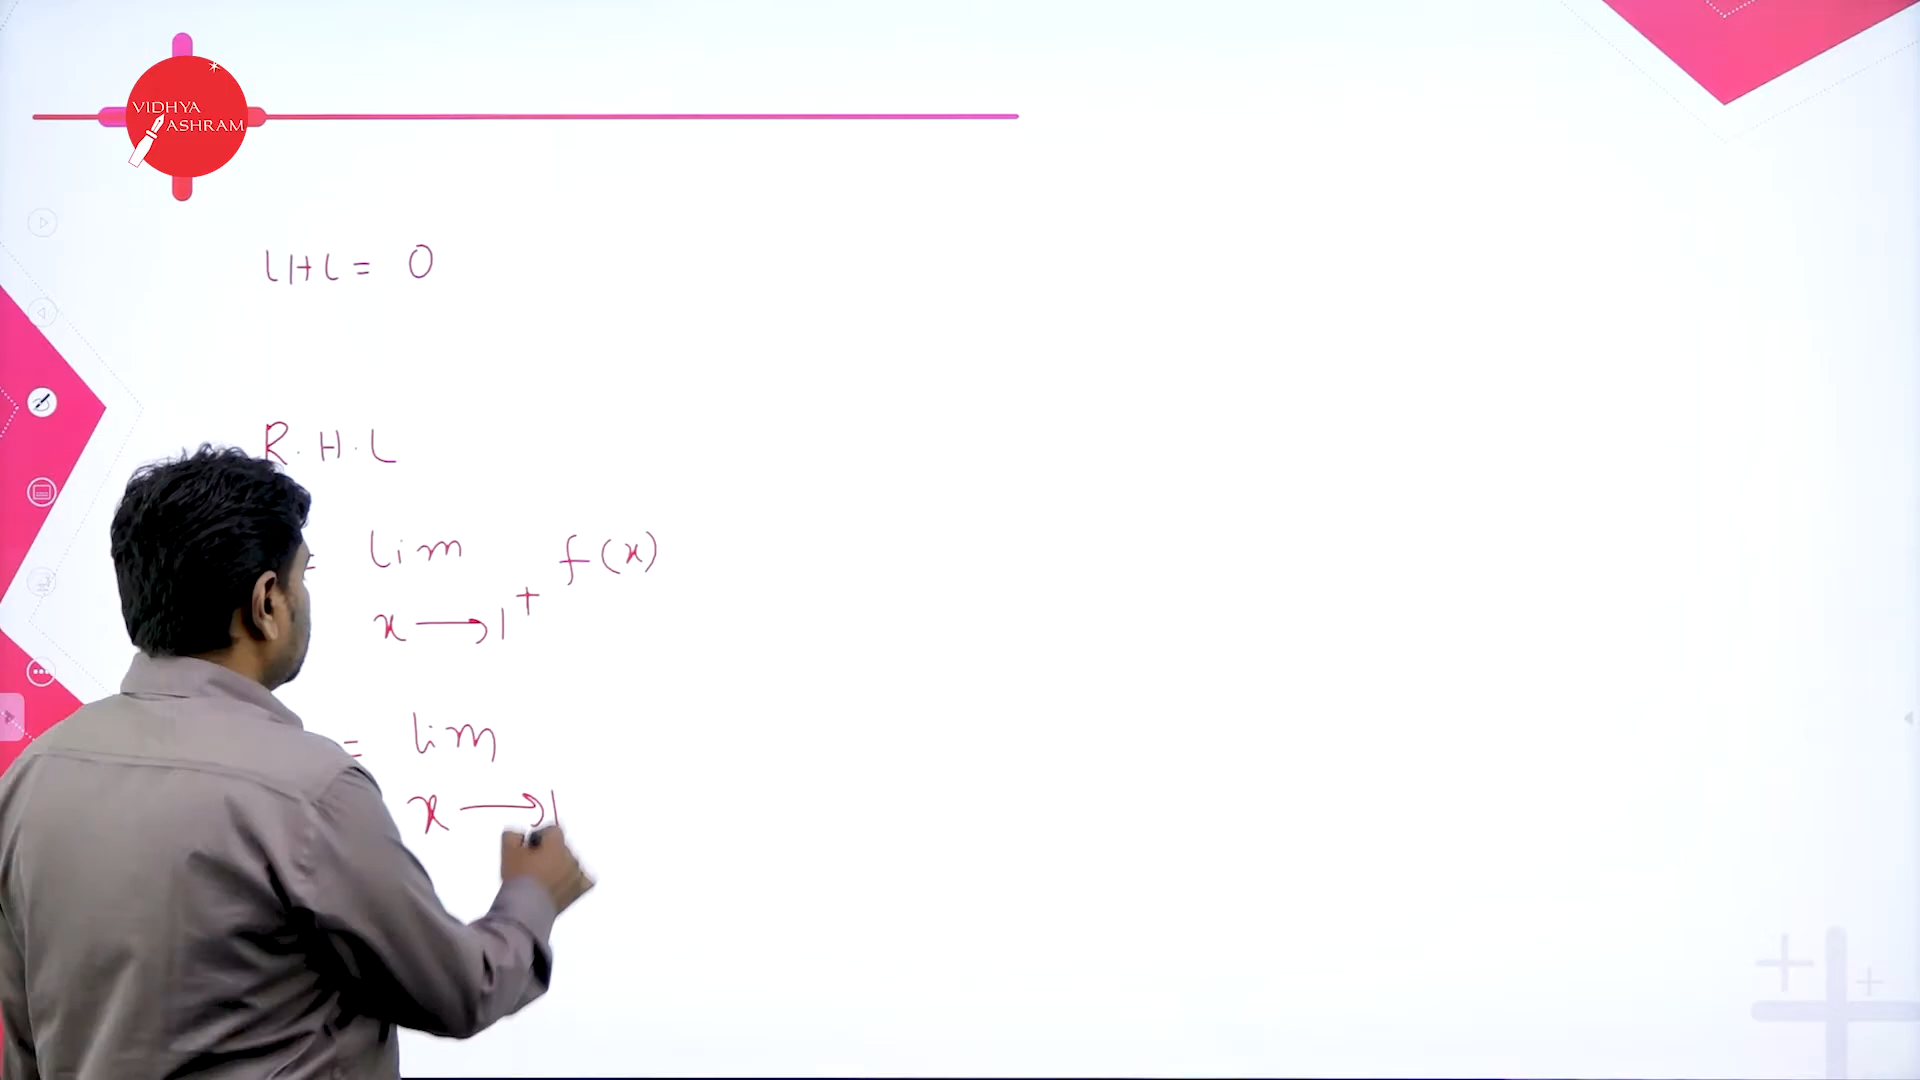 VIDHYA
ASHRAM
LHL = 0
R.H.L
= lim f(x)
x → 1⁺
= lim
x → 1